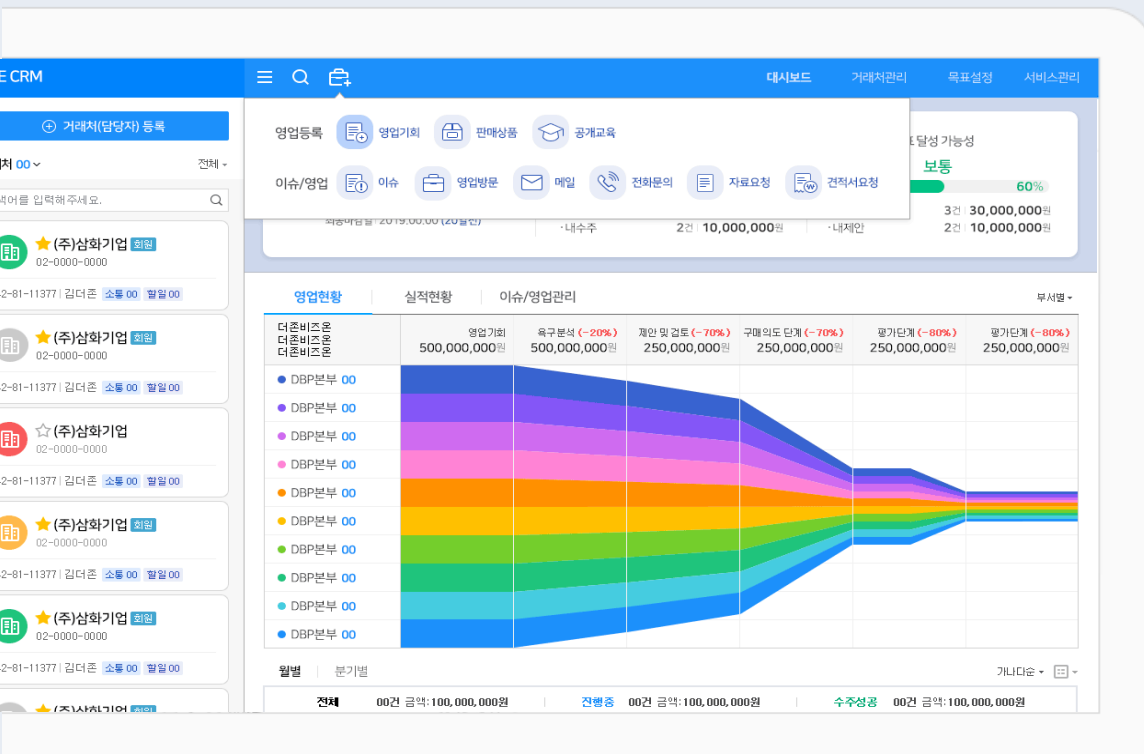 E CRM
대시보드 거래처관리 목표설정 서비스관리
거래처(담당자) 등록
00
전체
영업등록 영업기회 판매상품 공개교육
이슈/영업 이슈 영업방문 메일 전화문의 자료요청 견적서요청
달성 가능성
보통
60%
3건 30,000,000원
·내수주 2건 10,000,000원 ·내제안 2건 10,000,000원
색어를 입력해주세요.
(주)삼화기업 회원
02-0000-0000
2-81-11377 김더존 소통 00 할일 00
(주)삼화기업 회원
02-0000-0000
2-81-11377 김더존 소통 00 할일 00
(주)삼화기업
02-0000-0000
2-81-11377 김더존 소통 00 할일 00
(주)삼화기업 회원
02-0000-0000
2-81-11377 김더존 소통 00 할일 00
(주)삼화기업 회원
02-0000-0000
2-81-11377 김더존 소통 00 할일 00
(주)삼화기업 회원
영업현황 실적현황 이슈/영업관리 부서별
더존비즈온
더존비즈온
더존비즈온
영업기회 욕구분석 (-20%) 제안 및 검토 (-70%) 구매의도 단계 (-70%) 평가단계 (-80%) 평가단계 (-80%)
500,000,000원 500,000,000원 250,000,000원 250,000,000원 250,000,000원 250,000,000원
DBP본부 00
DBP본부 00
DBP본부 00
DBP본부 00
DBP본부 00
DBP본부 00
DBP본부 00
DBP본부 00
DBP본부 00
DBP본부 00
월별 분기별 가나다순
전체 00건 금액:100,000,000원 진행중 00건 금액:100,000,000원 수주성공 00건 금액:100,000,000원